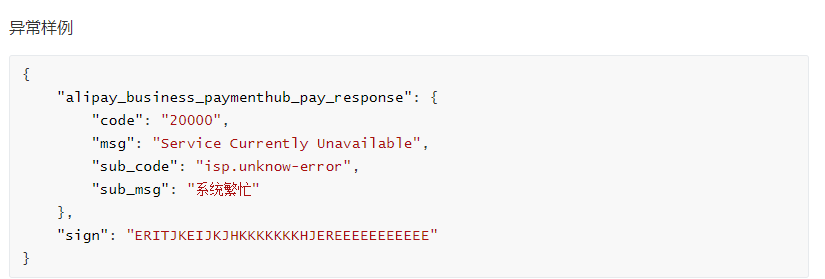 异常样例
{
    "alipay_business_paymenthub_pay_response": {
        "code": "20000",
        "msg": "Service Currently Unavailable",
        "sub_code": "isp.unknow-error",
        "sub_msg": "系统繁忙"
    },
    "sign": "ERITJKEIJKJHKKKKKKKHJEREEEEEEEEEEE"
}